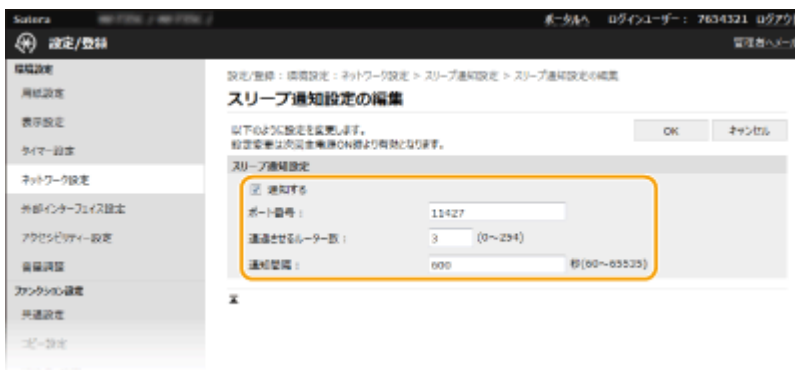 Satera
ポータルへ ログインユーザー: 7654321 ログアウト
設定/登録
管理者へメール
環境設定
用紙設定
表示設定
タイマー設定
ネットワーク設定
外部インターフェイス設定
アクセシビリティー設定
音量調整
ファンクション設定
共通設定
コピー設定
設定/登録 : 環境設定 : ネットワーク設定 > スリープ通知設定 > スリープ通知設定の編集
スリープ通知設定の編集
以下のように設定を変更します。
設定変更は次回主電源ON時より有効となります。
OK キャンセル
スリープ通知設定
通知する
ポート番号 : 11427
通過させるルーター数 : 3 (0~254)
通知間隔 : 600 秒(60~65535)